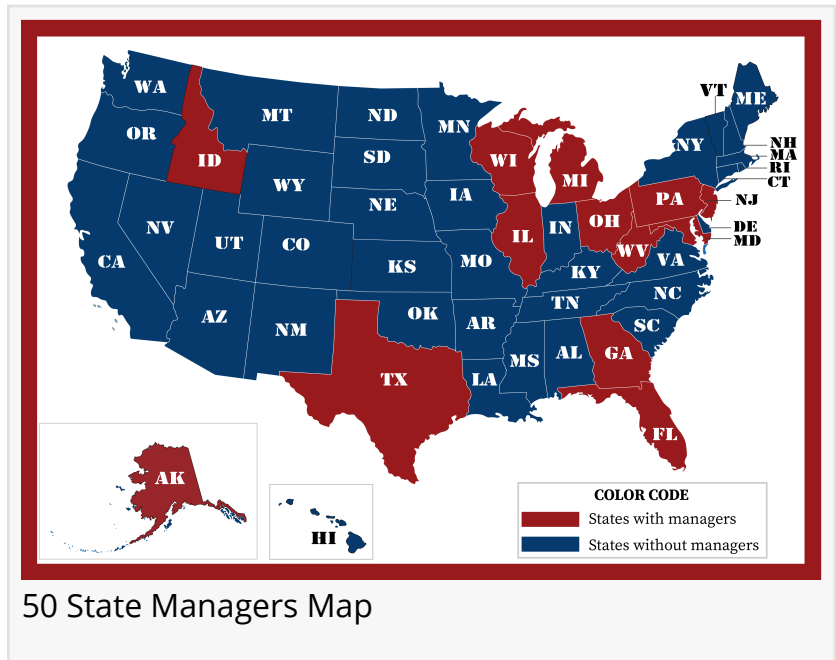 WA
MT
ND
MN
VT
ME
OR
ID
SD
WI
MI
NY
NH
MA
RI
CT
WY
NE
IA
PA
NJ
NV
UT
CO
IL
IN
OH
WV
VA
DE
MD
CA
KS
MO
KY
NC
AZ
NM
OK
AR
TN
SC
TX
LA
MS
AL
GA
FL
AK
HI
COLOR CODE
States with managers
States without managers
50 State Managers Map